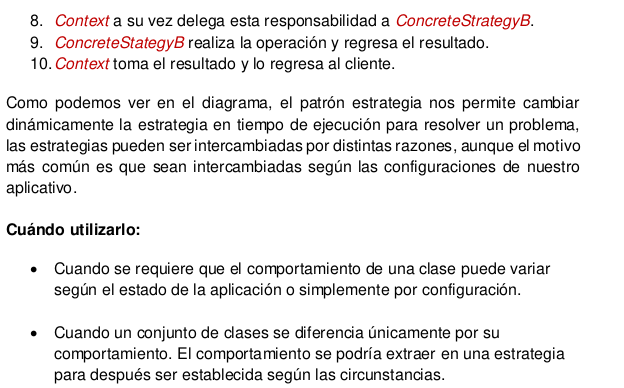 8. Context a su vez delega esta responsabilidad a ConcreteStrategyB.
9. ConcreteStategyB realiza la operación y regresa el resultado.
10. Context toma el resultado y lo regresa al cliente.
Como podemos ver en el diagrama, el patrón estrategia nos permite cambiar
dinámicamente la estrategia en tiempo de ejecución para resolver un problema,
las estrategias pueden ser intercambiadas por distintas razones, aunque el motivo
más común es que sean intercambiadas según las configuraciones de nuestro
aplicativo.
Cuándo utilizarlo:
• Cuando se requiere que el comportamiento de una clase puede variar
según el estado de la aplicación o simplemente por configuración.
• Cuando un conjunto de clases se diferencia únicamente por su
comportamiento. El comportamiento se podría extraer en una estrategia
para después ser establecida según las circunstancias.